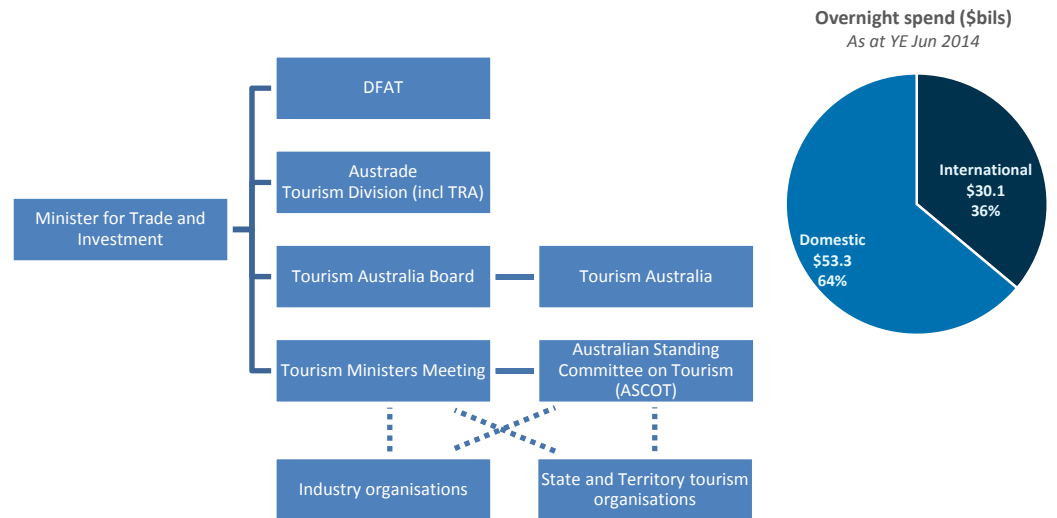 Overnight spend ($bils)
As at YE Jun 2014
DFAT
Austrade
Tourism Division (incl TRA)
Minister for Trade and
Investment
Tourism Australia Board
Tourism Australia
Tourism Ministers Meeting
Australian Standing
Committee on Tourism
(ASCOT)
Industry organisations
State and Territory tourism
organisations
International
$30.1
36%
Domestic
$53.3
64%